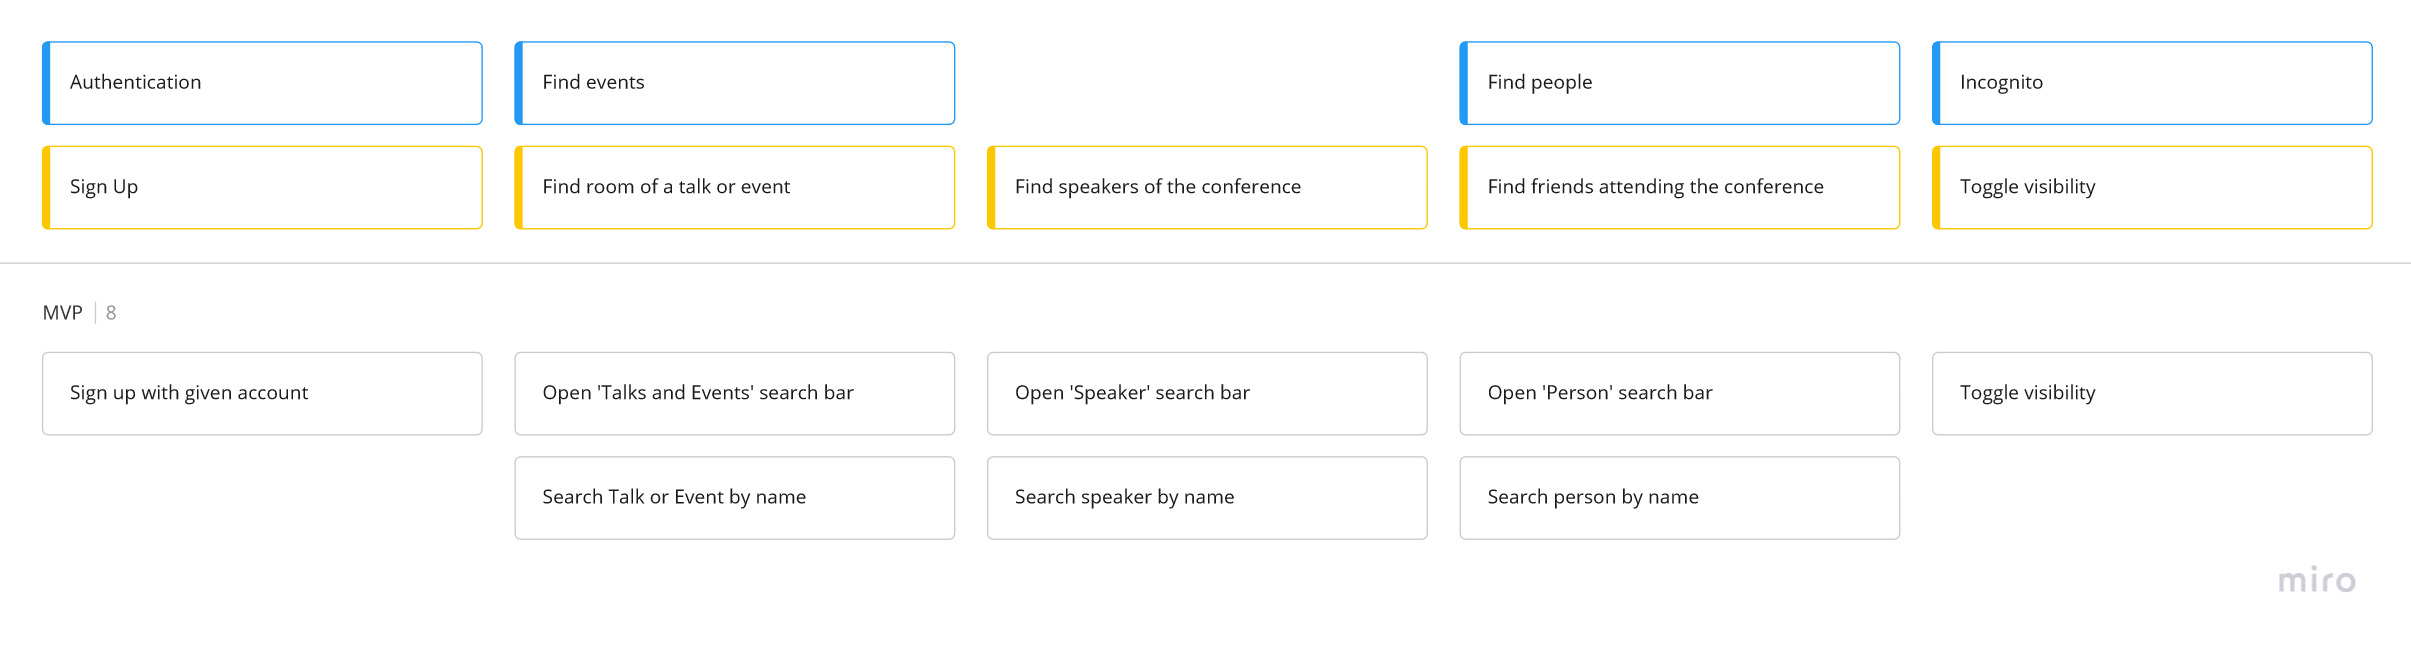 Authentication
Find events
Find people
Incognito
Sign Up
Find room of a talk or event
Find speakers of the conference
Find friends attending the conference
Toggle visibility
MVP | 8
Sign up with given account
Open 'Talks and Events' search bar
Open 'Speaker' search bar
Open 'Person' search bar
Toggle visibility
Search Talk or Event by name
Search speaker by name
Search person by name
miro